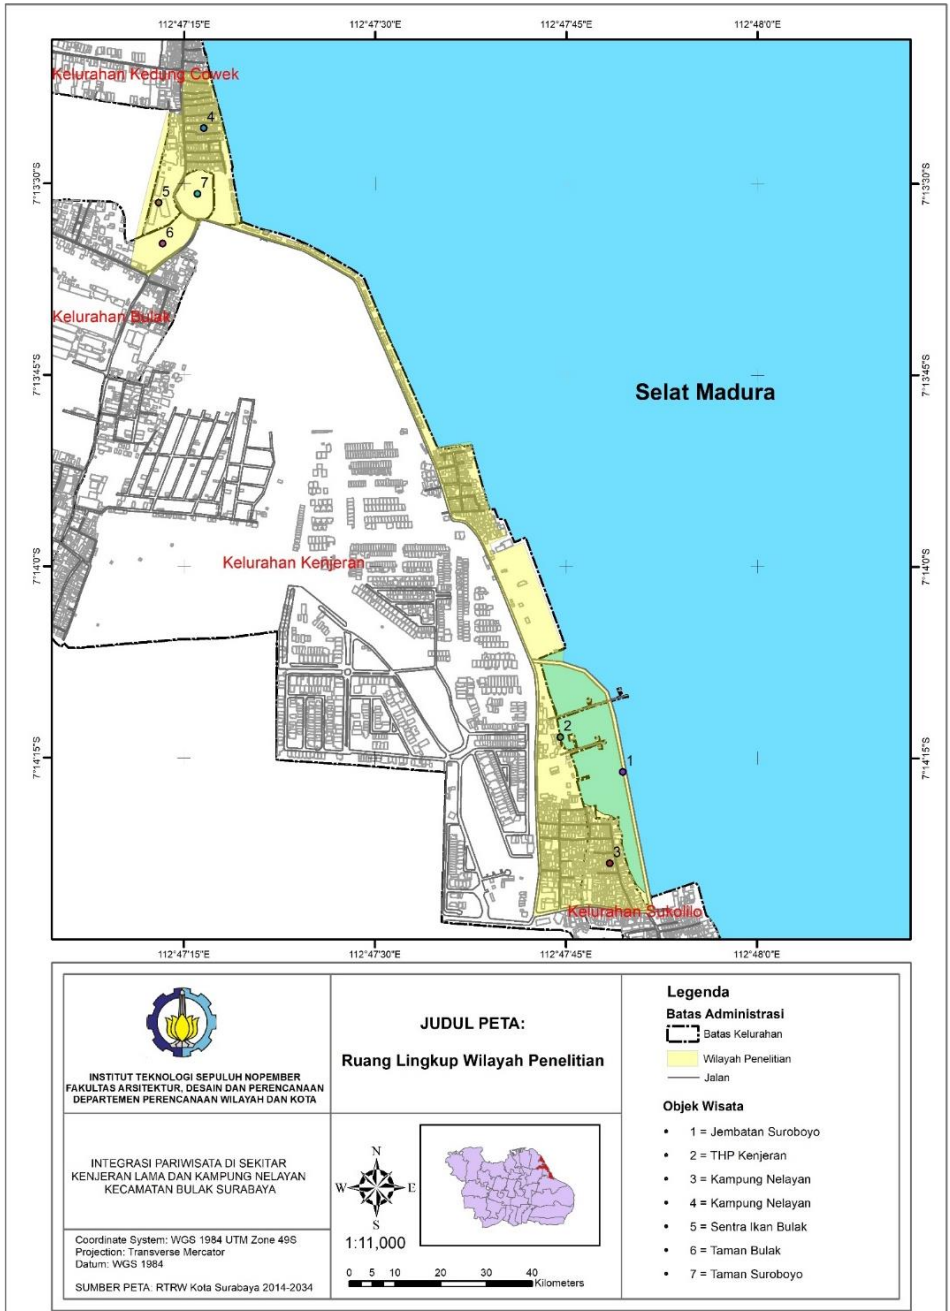 112°47'15"E
112°47'30"E
112°47'45"E
112°48'0"E
Kelurahan Kedung Cowek
4
7°13'30"S
7°13'30"S
5
7
6
Kelurahan Bulak
7°13'45"S
7°13'45"S
Selat Madura
7°14'0"S
7°14'0"S
Kelurahan Kenjeran
2
7°14'15"S
7°14'15"S
1
3
Kelurahan Sukolilo
112°47'15"E
112°47'30"E
112°47'45"E
112°48'0"E
INSTITUT TEKNOLOGI SEPULUH NOPEMBER
FAKULTAS ARSITEKTUR, DESAIN DAN PERENCANAAN
DEPARTEMEN PERENCANAAN WILAYAH DAN KOTA
INTEGRASI PARIWISATA DI SEKITAR
KENJERAN LAMA DAN KAMPUNG NELAYAN
KECAMATAN BULAK SURABAYA
Coordinate System: WGS 1984 UTM Zone 49S
Projection: Transverse Mercator
Datum: WGS 1984
SUMBER PETA: RTRW Kota Surabaya 2014-2034
JUDUL PETA:
Ruang Lingkup Wilayah Penelitian
N
W
E
S
1:11,000
0 5 10 20 30 40
Kilometers
Legenda
Batas Administrasi
Batas Kelurahan
Wilayah Penelitian
Jalan
Objek Wisata
• 1 = Jembatan Suroboyo
• 2 = THP Kenjeran
• 3 = Kampung Nelayan
• 4 = Kampung Nelayan
• 5 = Sentra Ikan Bulak
• 6 = Taman Bulak
• 7 = Taman Suroboyo